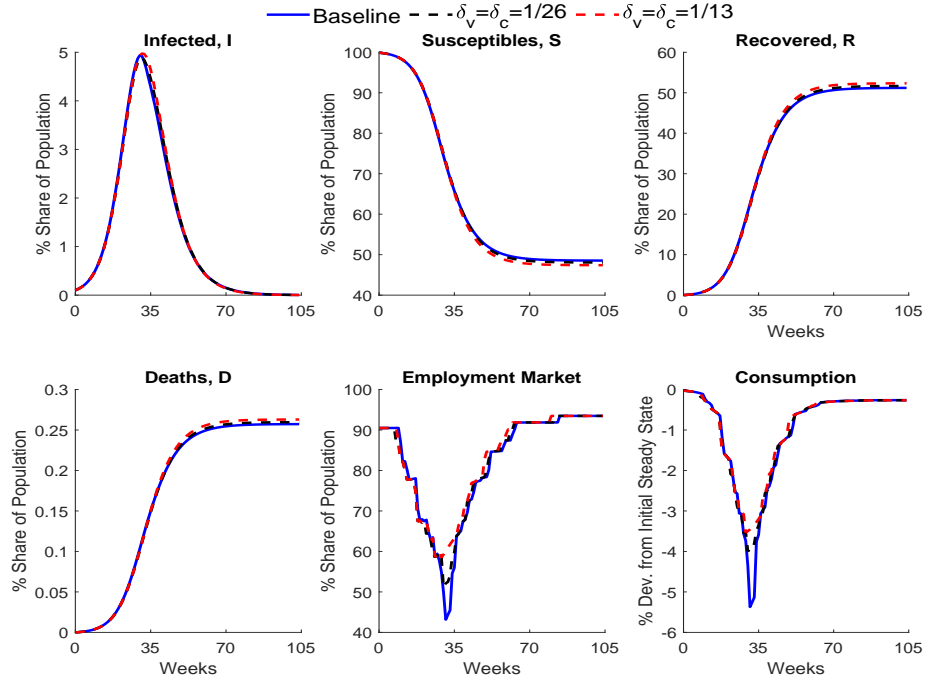 Baseline δ_v=δ_c=1/26 δ_v=δ_c=1/13
Infected, I
Susceptibles, S
Recovered, R
% Share of Population
5
4
3
2
1
0
0 35 70 105
% Share of Population
100
90
80
70
60
50
40
0 35 70 105
% Share of Population
60
50
40
30
20
10
0
0 35 70 105
Weeks
Deaths, D
Employment Market
Consumption
% Share of Population
0.3
0.25
0.2
0.15
0.1
0.05
0
0 35 70 105
Weeks
% Share of Population
100
90
80
70
60
50
40
0 35 70 105
Weeks
% Dev. from Initial Steady State
0
-1
-2
-3
-4
-5
-6
0 35 70 105
Weeks